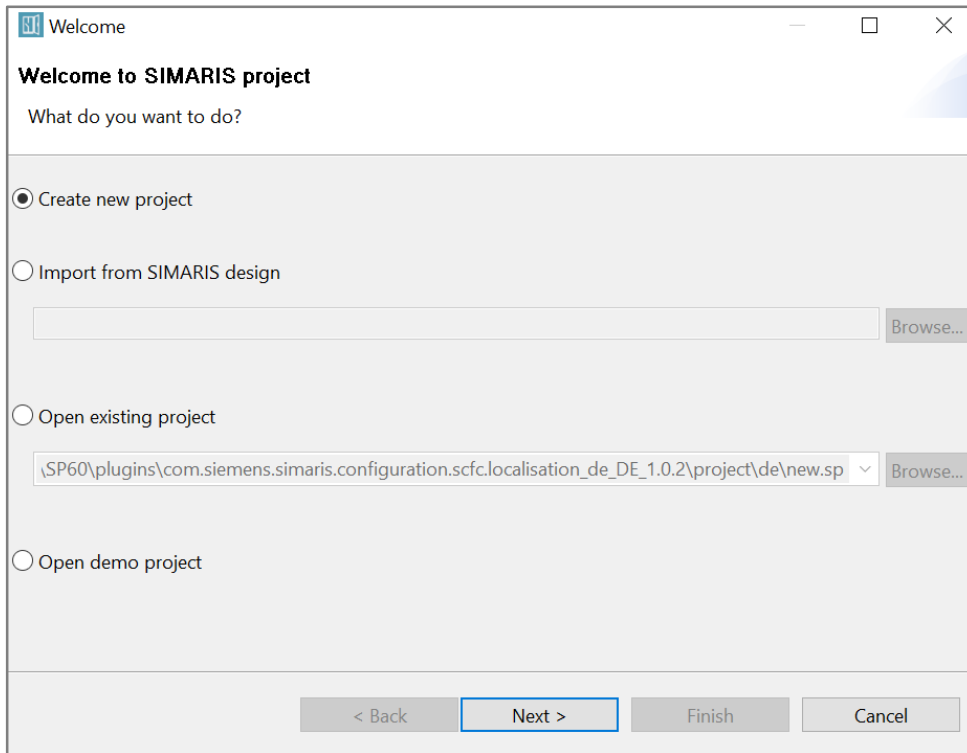 Welcome
Welcome to SIMARIS project
What do you want to do?
Create new project
Import from SIMARIS design
Browse...
Open existing project
\SP60\plugins\com.siemens.simaris.configuration.scfc.localisation_de_DE_1.0.2\project\de\new.sp
Browse...
Open demo project
< Back Next > Finish Cancel